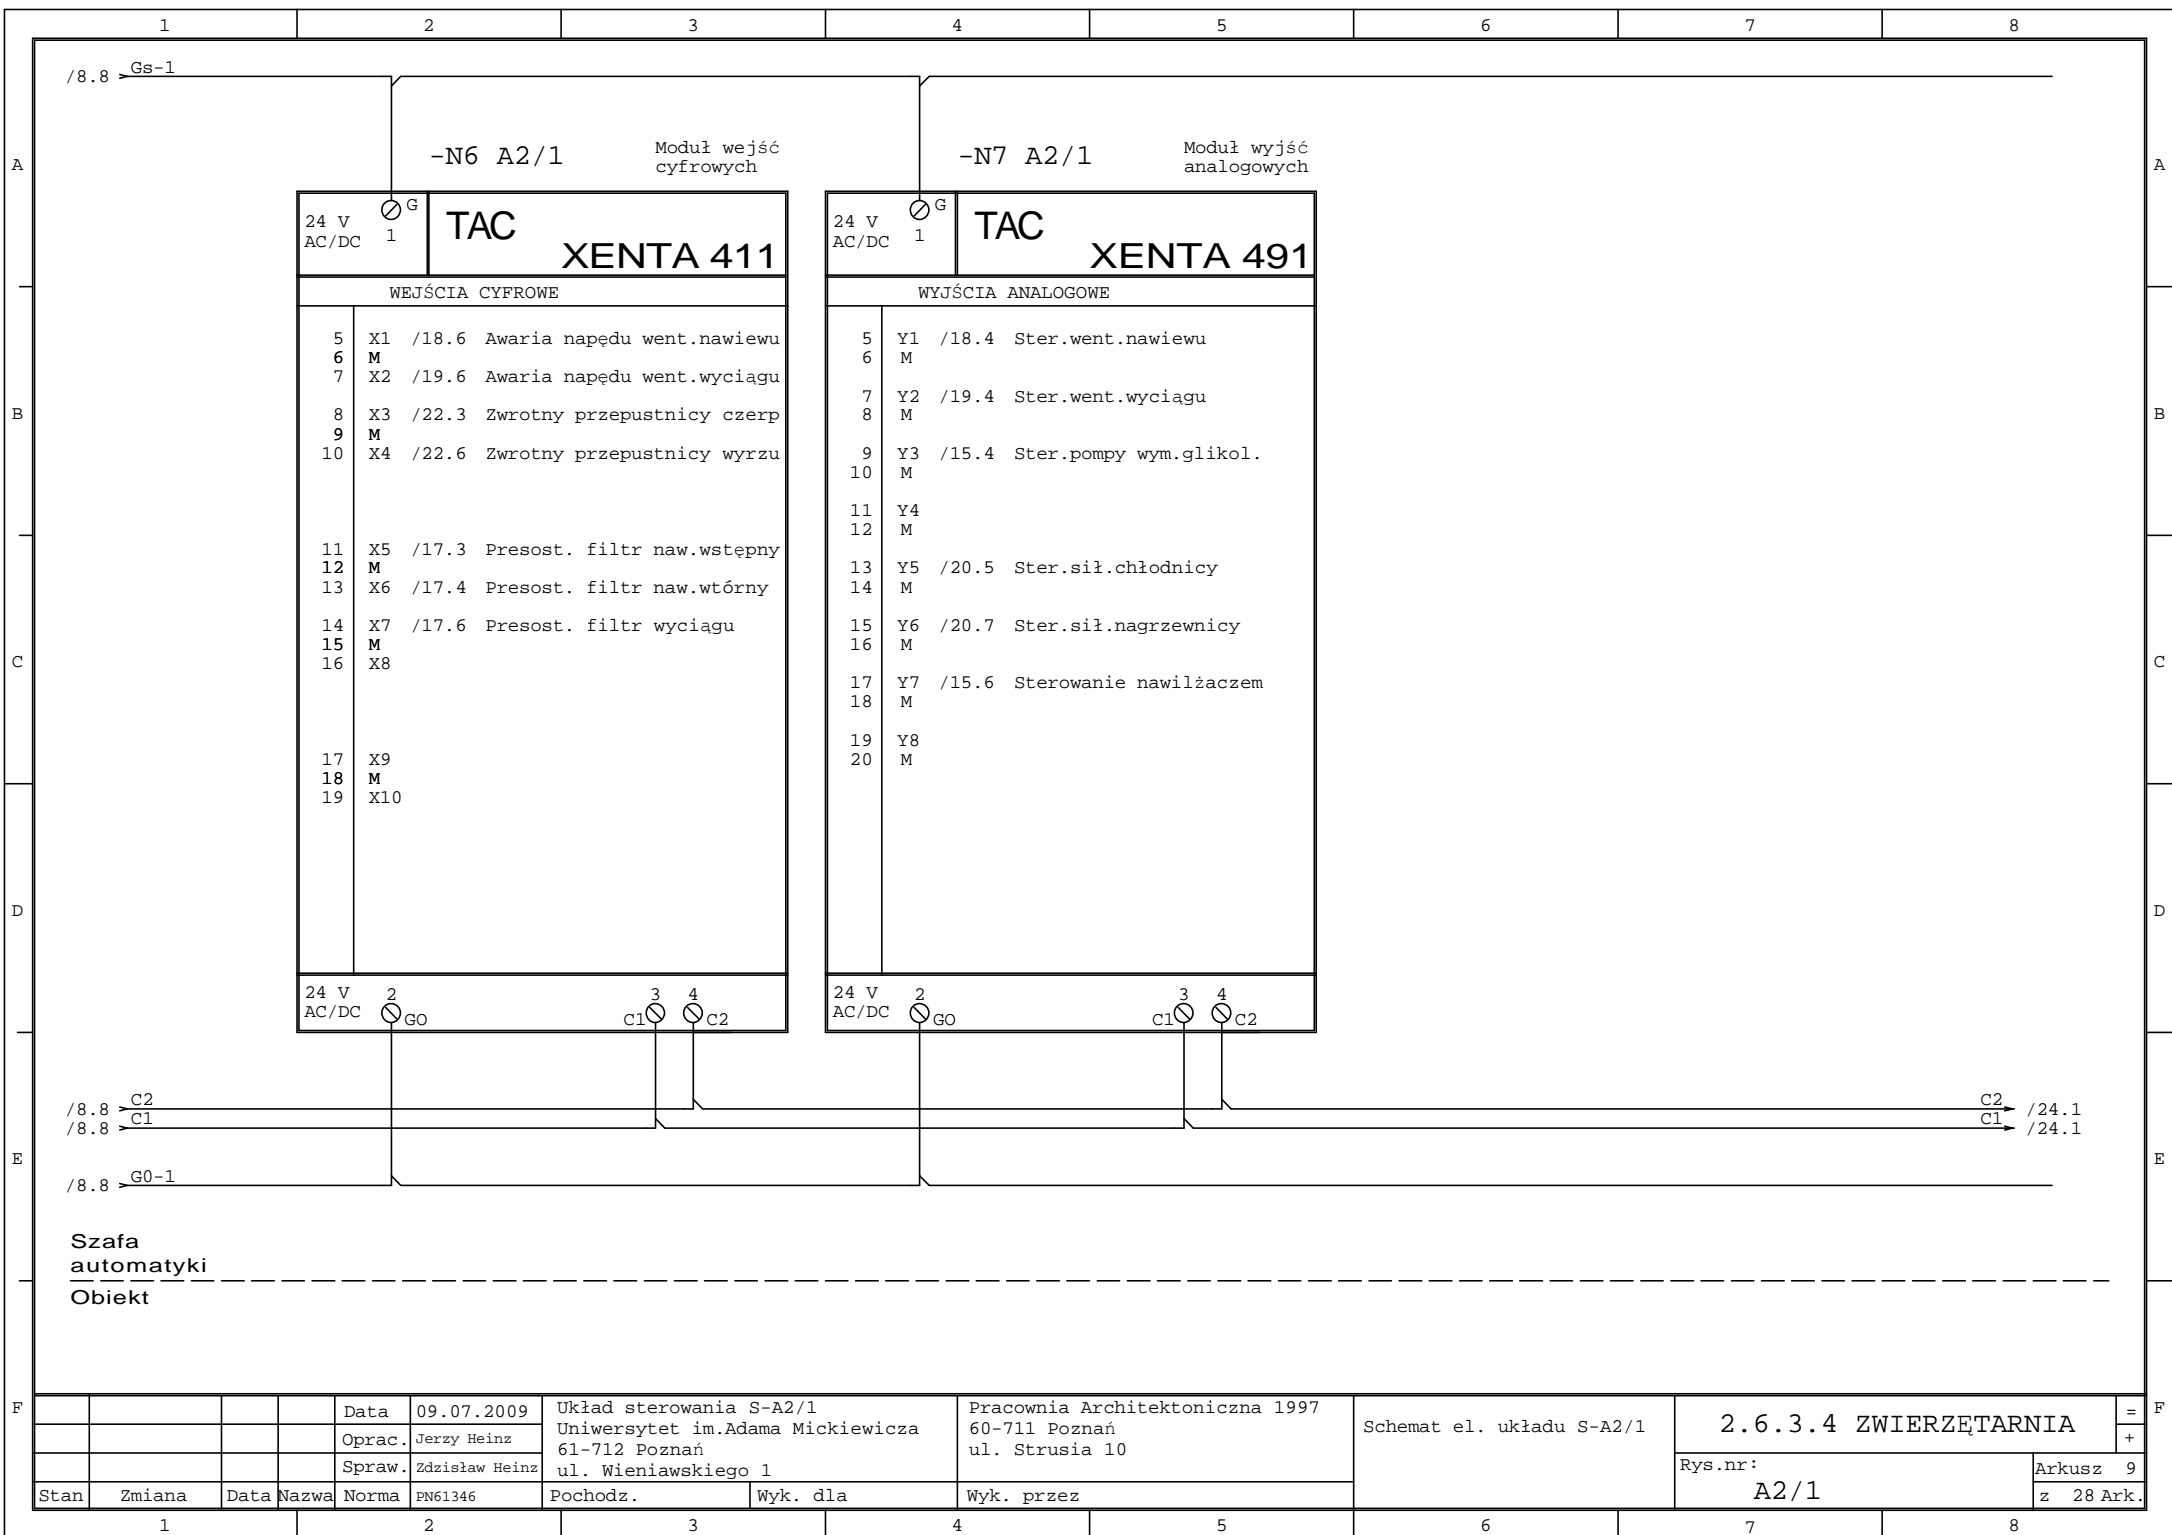 1 2 3 4 5 6 7 8
/8.8 Gs-1
A A
-N6 A2/1 Moduł wejść
cyfrowych
-N7 A2/1 Moduł wyjść
analogowych
24 V
AC/DC
G
1
TAC
XENTA 411
WEJŚCIA CYFROWE
5 X1 /18.6 Awaria napędu went.nawiewu
6 M
7 X2 /19.6 Awaria napędu went.wyciągu
8 X3 /22.3 Zwrotny przepustnicy czerp
9 M
10 X4 /22.6 Zwrotny przepustnicy wyrzu
11 X5 /17.3 Presost. filtr naw.wstępny
12 M
13 X6 /17.4 Presost. filtr naw.wtórny
14 X7 /17.6 Presost. filtr wyciągu
15 M
16 X8
17 X9
18 M
19 X10
24 V
AC/DC
2
GO
3
C1
4
C2
24 V
AC/DC
G
1
TAC
XENTA 491
WYJŚCIA ANALOGOWE
5 Y1 /18.4 Ster.went.nawiewu
6 M
7 Y2 /19.4 Ster.went.wyciągu
8 M
9 Y3 /15.4 Ster.pompy wym.glikol.
10 M
11 Y4
12 M
13 Y5 /20.5 Ster.sił.chłodnicy
14 M
15 Y6 /20.7 Ster.sił.nagrzewnicy
16 M
17 Y7 /15.6 Sterowanie nawilżaczem
18 M
19 Y8
20 M
24 V
AC/DC
2
GO
3
C1
4
C2
B B
C C
D D
/8.8 C2 C2 /24.1
/8.8 C1 C1 /24.1
E E
/8.8 G0-1
Szafa
automatyki
Obiekt
F F
Data 09.07.2009
Oprac. Jerzy Heinz
Spraw. Zdzisław Heinz
Stan Zmiana Data Nazwa Norma PN61346
Układ sterowania S-A2/1
Uniwersytet im.Adama Mickiewicza
61-712 Poznań
ul. Wieniawskiego 1
Pochodz. Wyk. dla
Pracownia Architektoniczna 1997
60-711 Poznań
ul. Strusia 10
Wyk. przez
Schemat el. układu S-A2/1
2.6.3.4 ZWIERZĘTARNIA
=
+
Rys.nr:
A2/1
Arkusz 9
z 28 Ark.
1 2 3 4 5 6 7 8